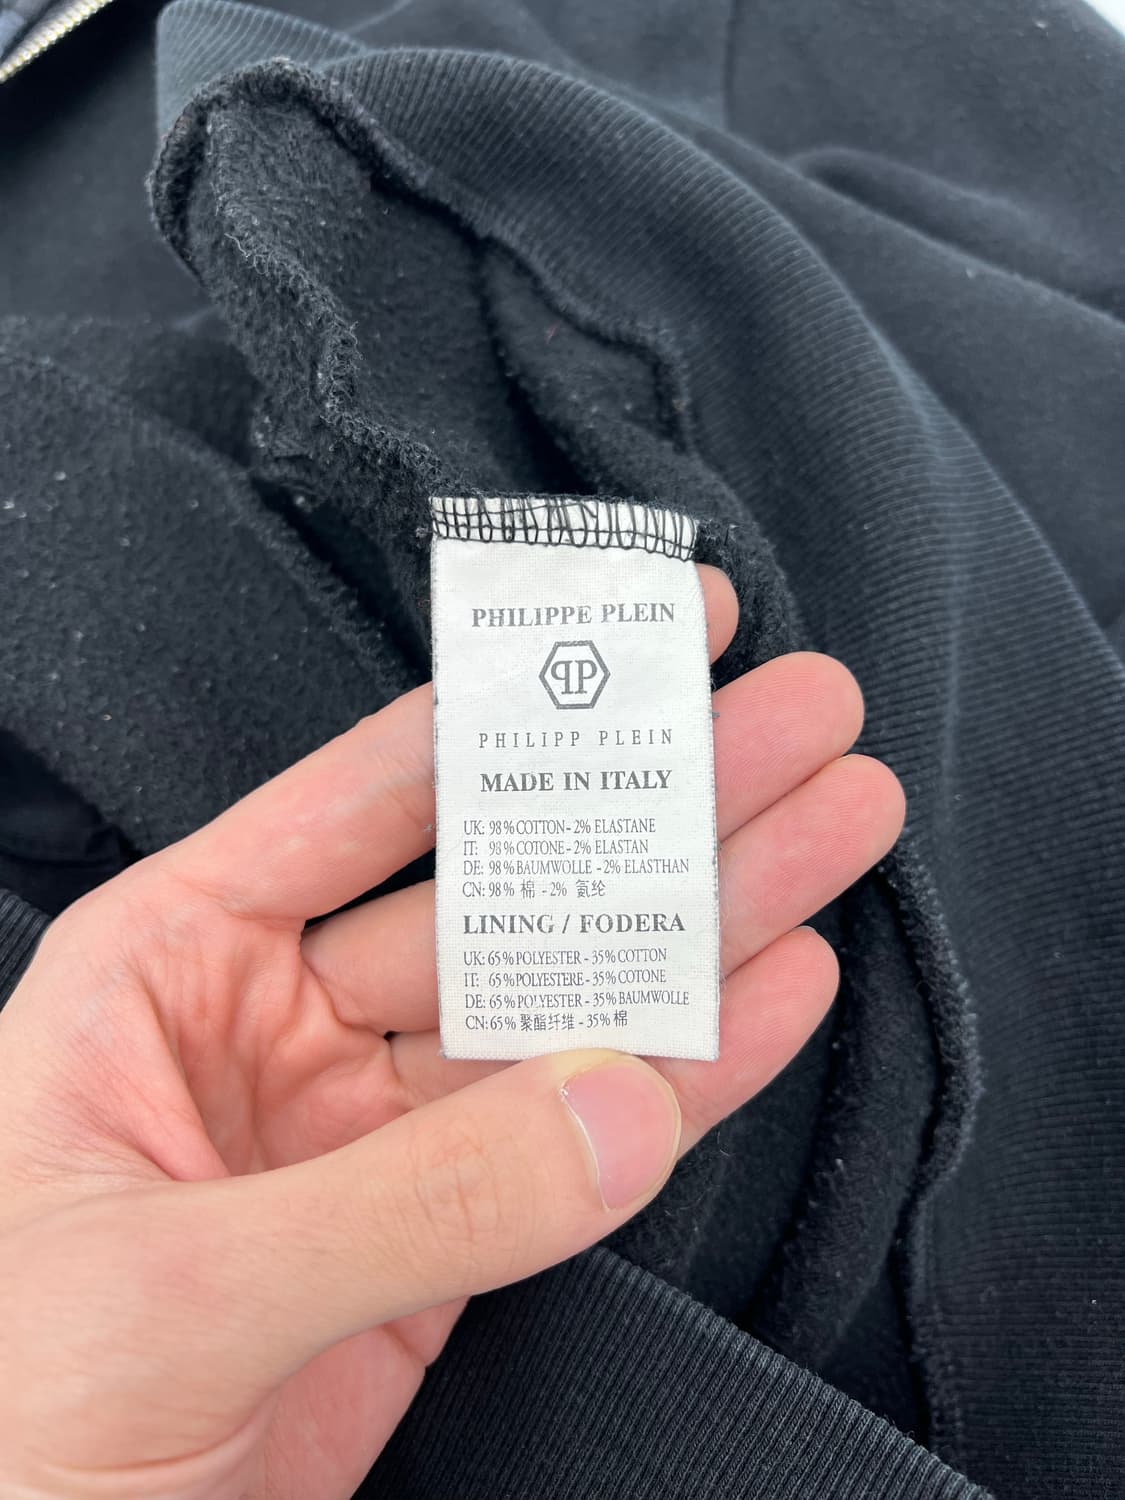 PHILIPPE PLEIN
PP
PHILIPP PLEIN
MADE IN ITALY
UK: 98% COTTON - 2% ELASTANE
IT: 98% COTONE - 2% ELASTAN
DE: 98% BAUMWOLLE - 2% ELASTHAN
CN: 98% 棉 - 2% 氨纶
LINING / FODERA
UK: 65% POLYESTER - 35% COTTON
IT: 65% POLYESTERE - 35% COTONE
DE: 65% POLYESTER - 35% BAUMWOLLE
CN: 65% 聚酯纤维 - 35% 棉